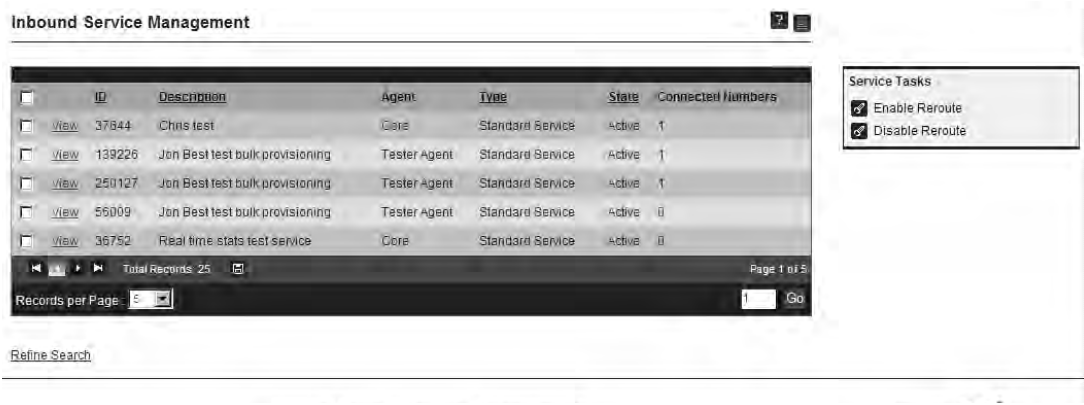 Inbound Service Management
?
Service Tasks
Enable Reroute
Disable Reroute
ID Description Agent Type State Connected Numbers
View 37844 Chris test Core Standard Service Active 1
View 139226 Jon Best test bulk provisioning Tester Agent Standard Service Active 1
View 250127 Jon Best test bulk provisioning Tester Agent Standard Service Active 1
View 56009 Jon Best test bulk provisioning Tester Agent Standard Service Active 0
View 36752 Real time stats test service Core Standard Service Active 0
Total Records: 25 Page 1 of 5
Records per Page: 5 1 Go
Refine Search